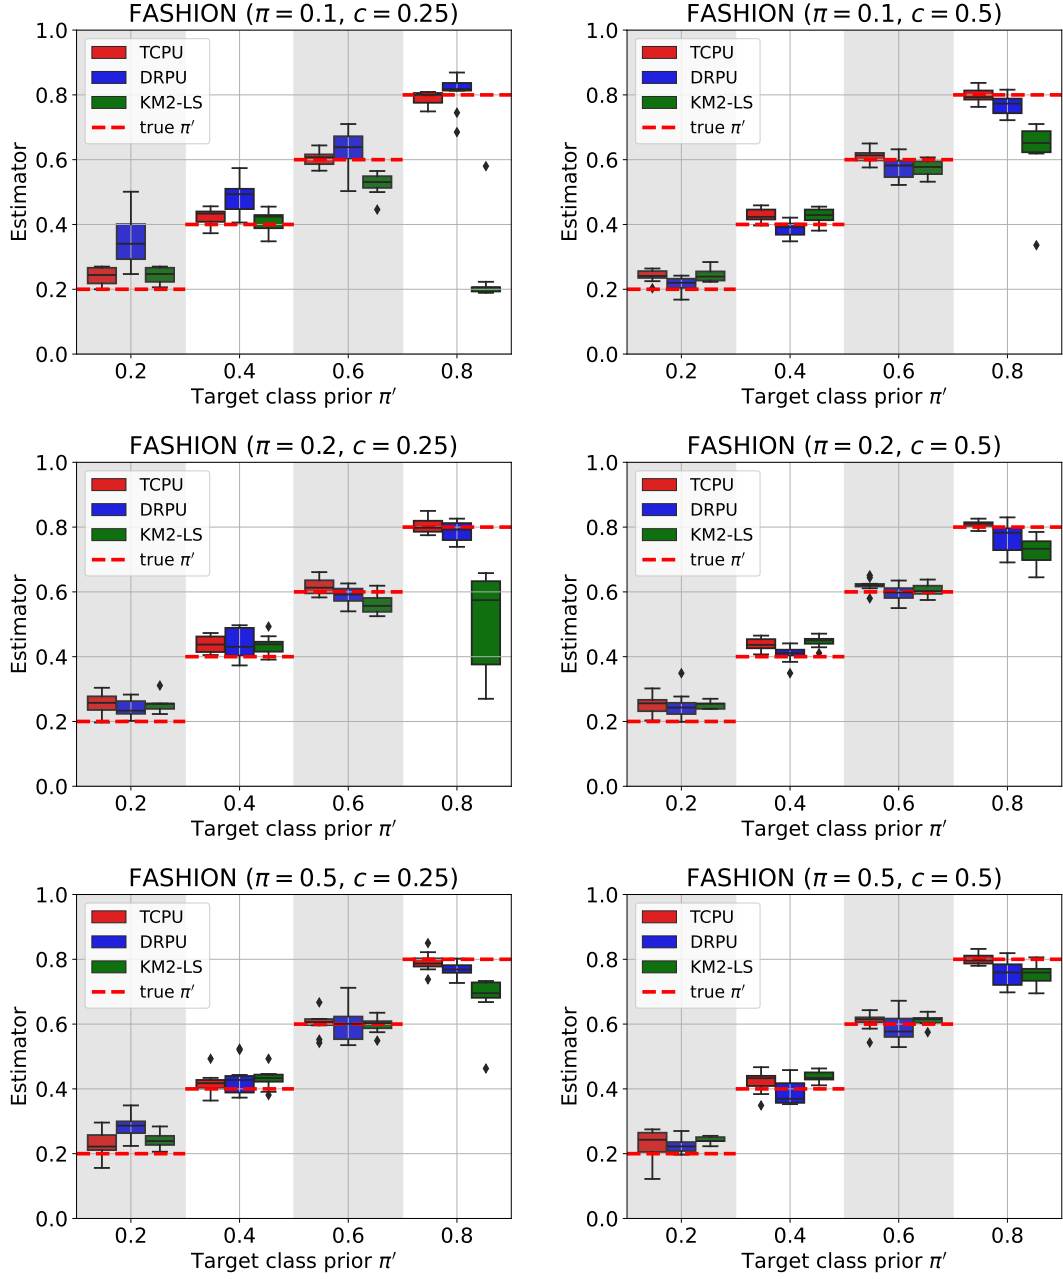 FASHION (π = 0.1, c = 0.25)
1.0
0.8
0.6
0.4
0.2
0.0
Estimator
TCPU
DRPU
KM2-LS
true π′
0.2 0.4 0.6 0.8
Target class prior π′
FASHION (π = 0.1, c = 0.5)
1.0
0.8
0.6
0.4
0.2
0.0
Estimator
TCPU
DRPU
KM2-LS
true π′
0.2 0.4 0.6 0.8
Target class prior π′
FASHION (π = 0.2, c = 0.25)
1.0
0.8
0.6
0.4
0.2
0.0
Estimator
TCPU
DRPU
KM2-LS
true π′
0.2 0.4 0.6 0.8
Target class prior π′
FASHION (π = 0.2, c = 0.5)
1.0
0.8
0.6
0.4
0.2
0.0
Estimator
TCPU
DRPU
KM2-LS
true π′
0.2 0.4 0.6 0.8
Target class prior π′
FASHION (π = 0.5, c = 0.25)
1.0
0.8
0.6
0.4
0.2
0.0
Estimator
TCPU
DRPU
KM2-LS
true π′
0.2 0.4 0.6 0.8
Target class prior π′
FASHION (π = 0.5, c = 0.5)
1.0
0.8
0.6
0.4
0.2
0.0
Estimator
TCPU
DRPU
KM2-LS
true π′
0.2 0.4 0.6 0.8
Target class prior π′